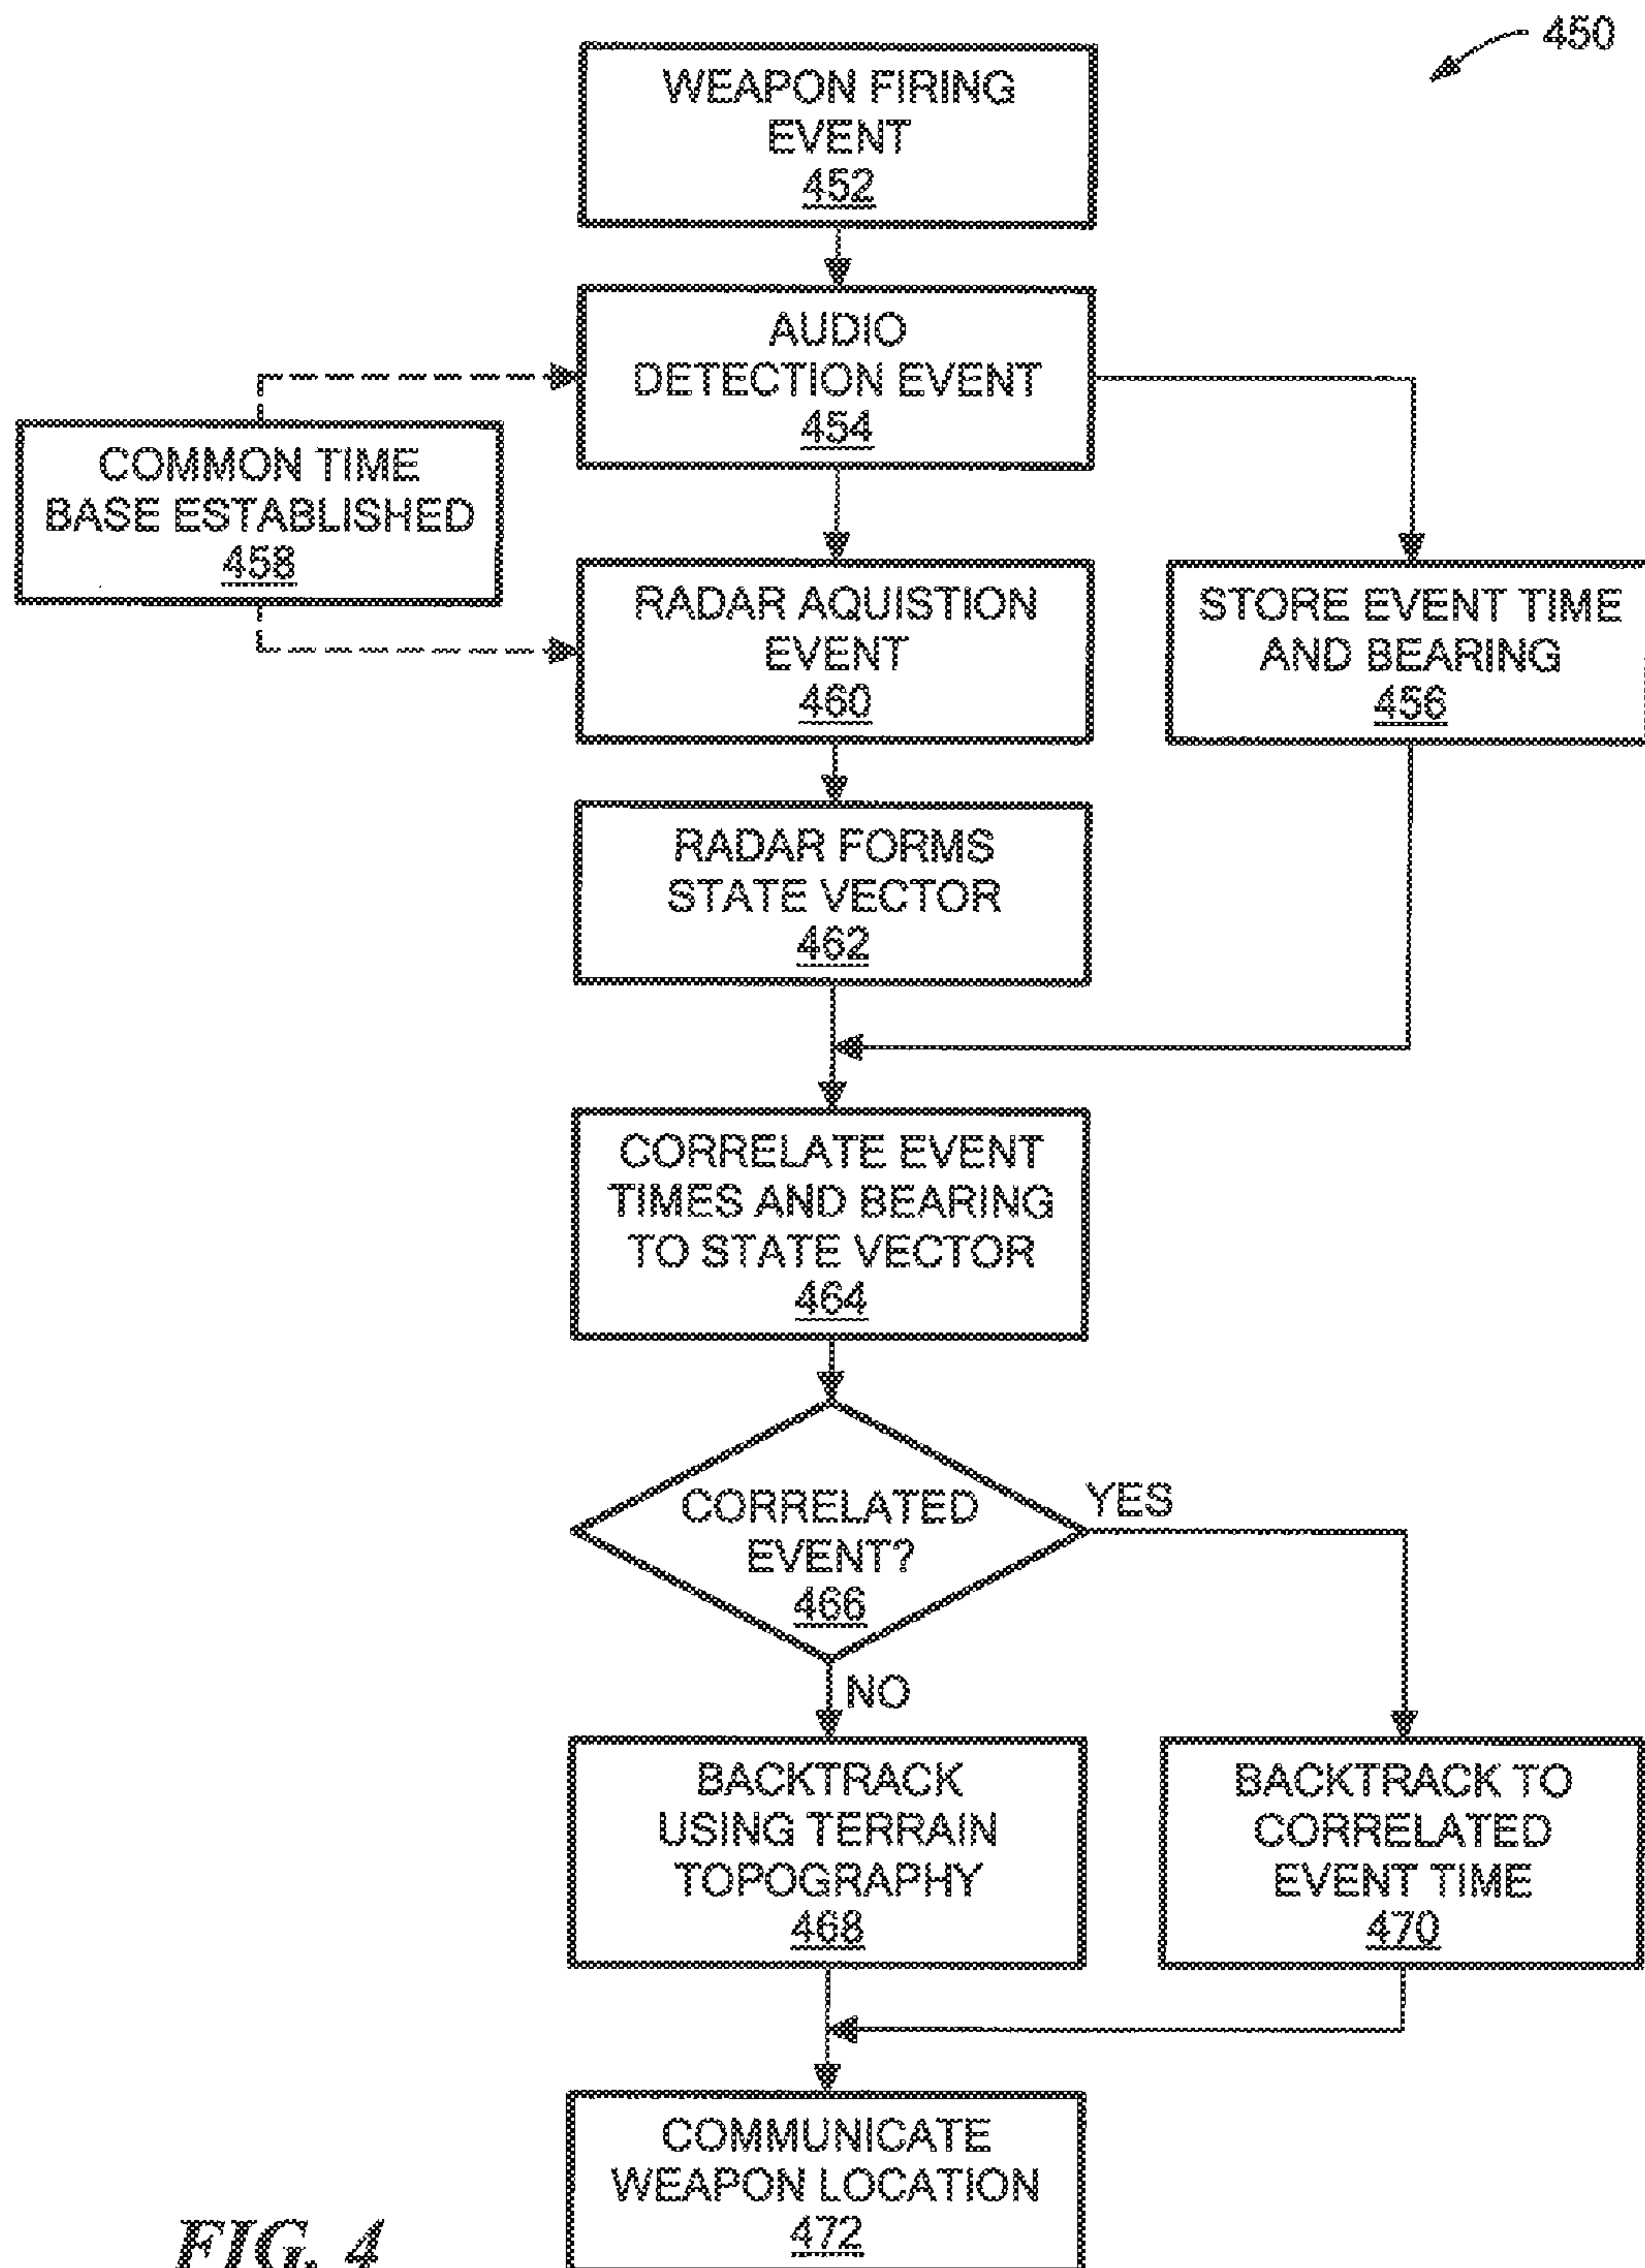 450
WEAPON FIRING
EVENT
452
AUDIO
DETECTION EVENT
454
COMMON TIME
BASE ESTABLISHED
458
RADAR AQUISTION
EVENT
460
STORE EVENT TIME
AND BEARING
456
RADAR FORMS
STATE VECTOR
462
CORRELATE EVENT
TIMES AND BEARING
TO STATE VECTOR
464
CORRELATED
EVENT?
466
YES
NO
BACKTRACK
USING TERRAIN
TOPOGRAPHY
468
BACKTRACK TO
CORRELATED
EVENT TIME
470
COMMUNICATE
WEAPON LOCATION
472
FIG. 4